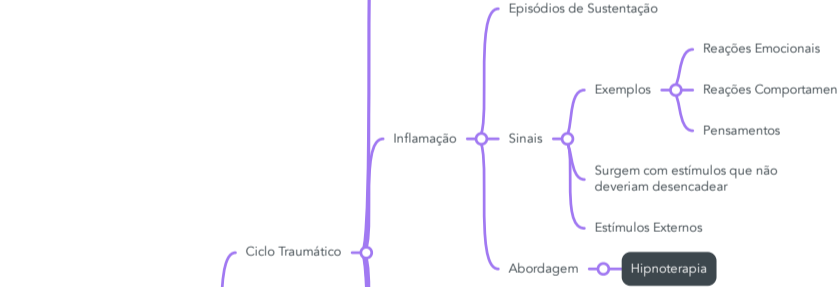 Episódios de Sustentação
Reações Emocionais
Exemplos
Reações Comportamen
Pensamentos
Inflamação
Sinais
Surgem com estímulos que não
deveriam desencadear
Estímulos Externos
Ciclo Traumático
Abordagem
Hipnoterapia